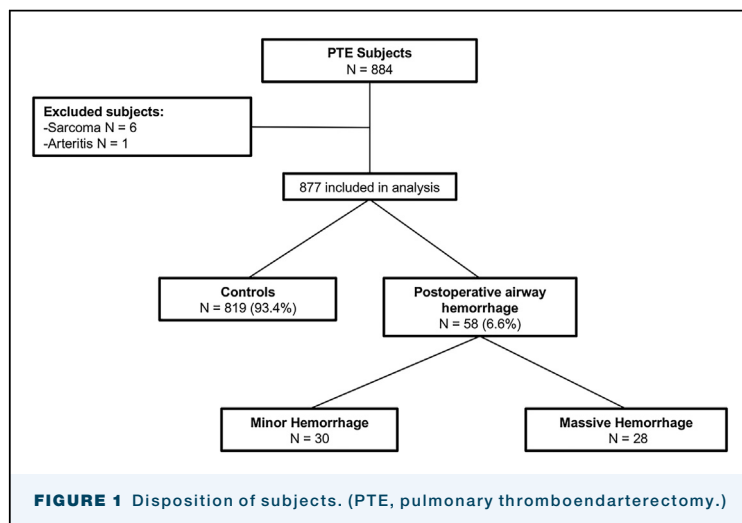 PTE Subjects
N = 884
Excluded subjects:
-Sarcoma N = 6
-Arteritis N = 1
877 included in analysis
Controls
N = 819 (93.4%)
Postoperative airway
hemorrhage
N = 58 (6.6%)
Minor Hemorrhage
N = 30
Massive Hemorrhage
N = 28
FIGURE 1 Disposition of subjects. (PTE, pulmonary thromboendarterectomy.)